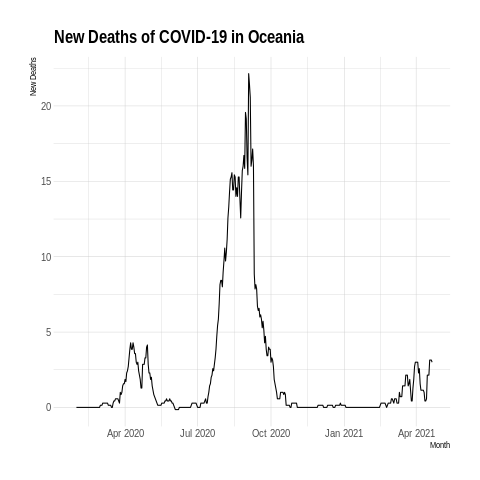 New Deaths of COVID-19 in Oceania
New Deaths
20
15
10
5
0
Apr 2020 Jul 2020 Oct 2020 Jan 2021 Apr 2021
Month